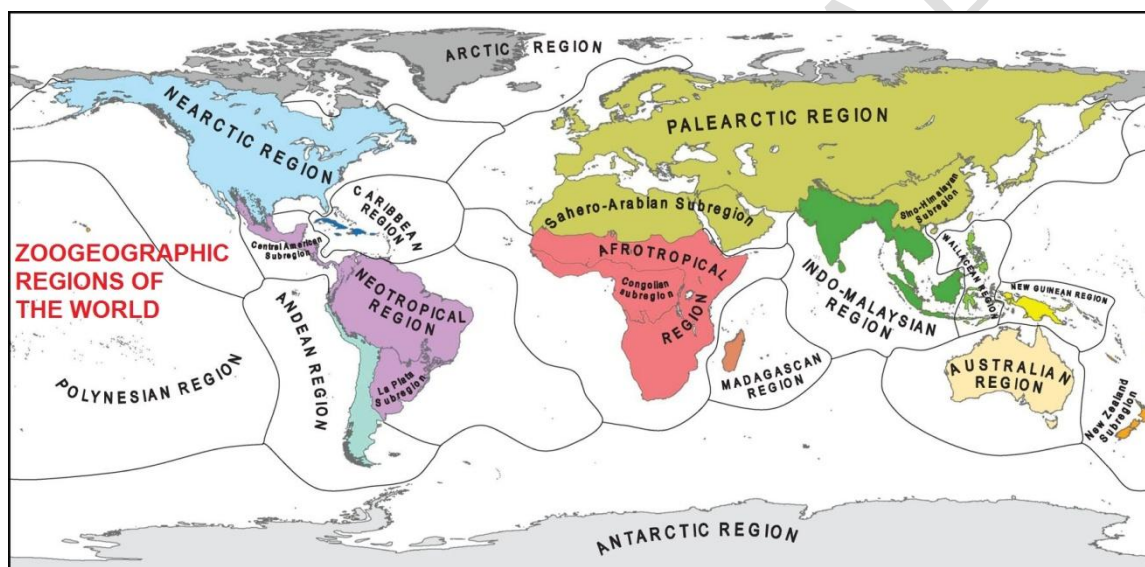 ARCTIC REGION
NEARCTIC REGION
PALEARCTIC REGION
CARIBBEAN
REGION
Sahero-Arabian Subregion
Sino-Himalayan
Subregion
Central American
Subregion
ZOOGEOGRAPHIC
REGIONS OF
THE WORLD
AFROTROPICAL
REGION
Congolian
subregion
WALLACEAN REGION
INDO-MALAYSIAN
REGION
NEW GUINEAN REGION
NEOTROPICAL
REGION
ANDEAN REGION
La Plata
Subregion
POLYNESIAN REGION
MADAGASCAN
REGION
AUSTRALIAN
REGION
New Zealand
Subregion
ANTARCTIC REGION